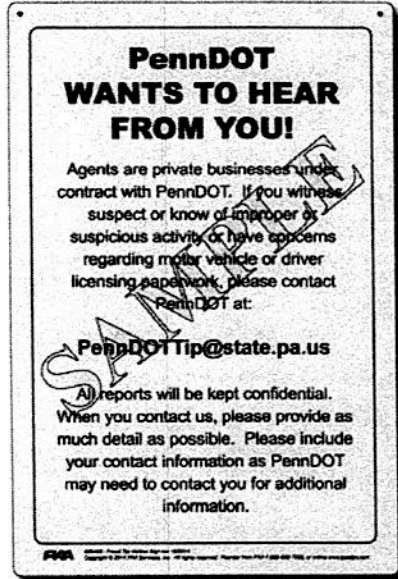 PennDOT
WANTS TO HEAR
FROM YOU!
Agents are private businesses under
contract with PennDOT. If you witness
suspect or know of improper or
suspicious activity or have concerns
regarding motor vehicle or driver
licensing paperwork, please contact
PennDOT at:
PennDOTTip@state.pa.us
All reports will be kept confidential.
When you contact us, please provide as
much detail as possible. Please include
your contact information as PennDOT
may need to contact you for additional
information.
SAMPLE